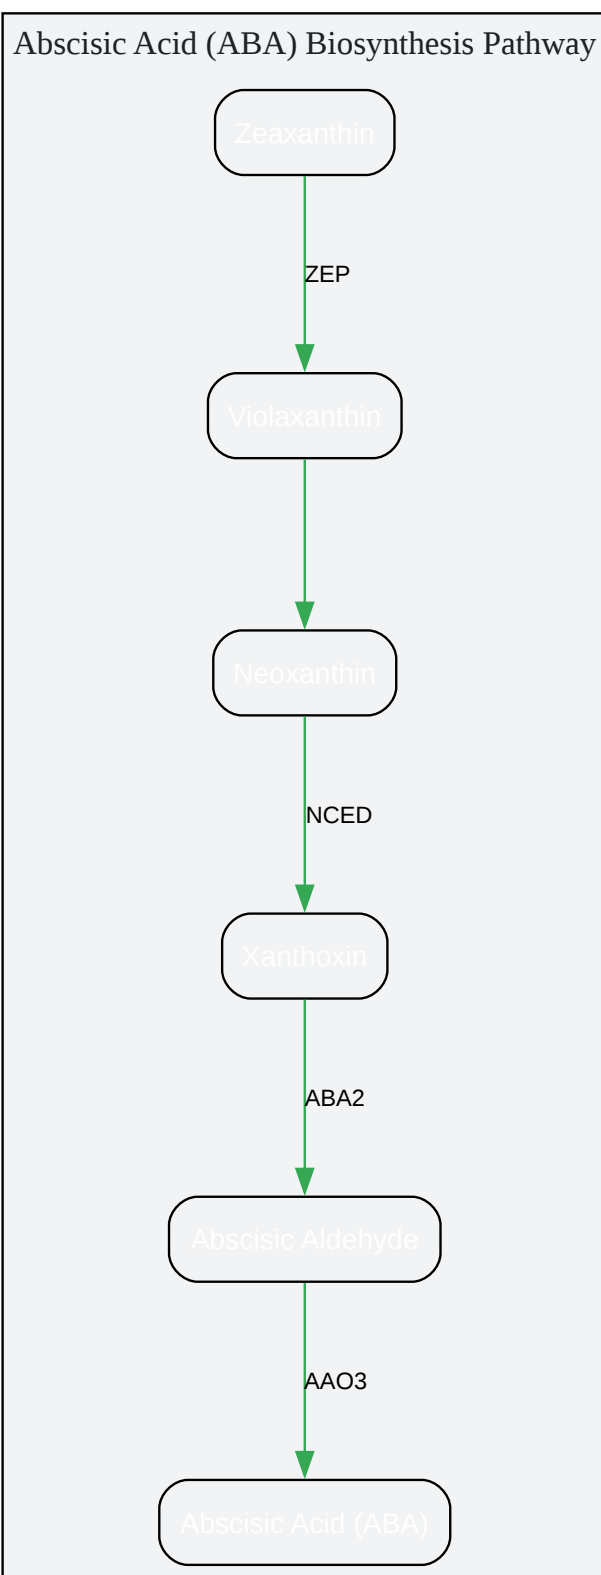 Abscisic Acid (ABA) Biosynthesis Pathway
Zeaxanthin
ZEP
Violaxanthin
Neoxanthin
NCED
Xanthoxin
ABA2
Abscisic Aldehyde
AAO3
Abscisic Acid (ABA)